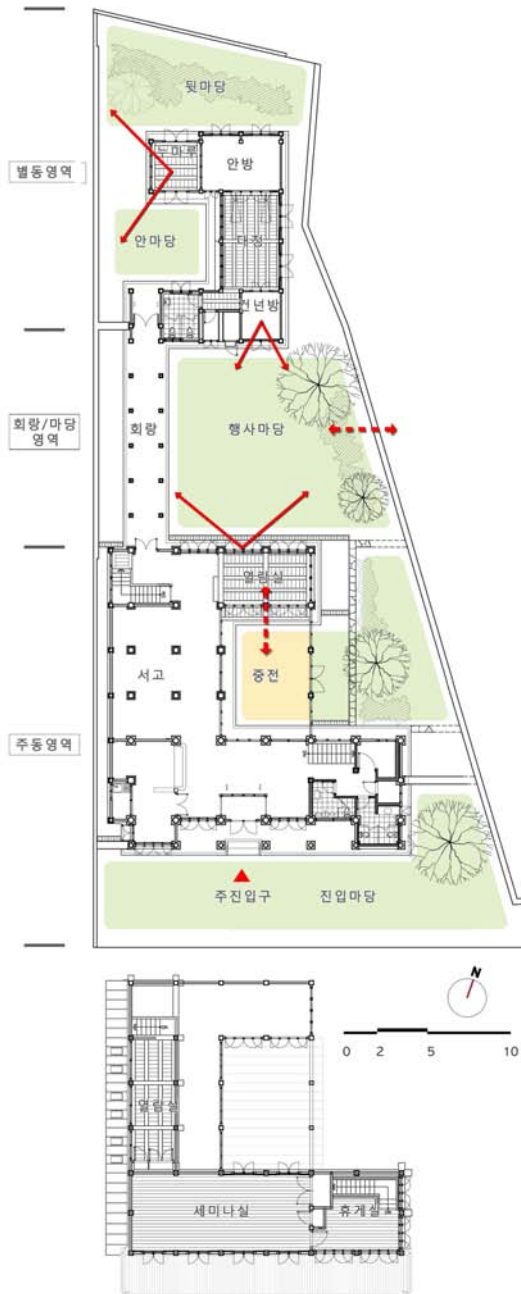 뒷마당
누마루
안방
별동영역
안마당
대청
건넌방
회랑/마당
영역
회랑
행사마당
열람실
서고
중전
주동영역
주진입구
진입마당
N
0 2 5 10
열람실
세미나실
휴게실